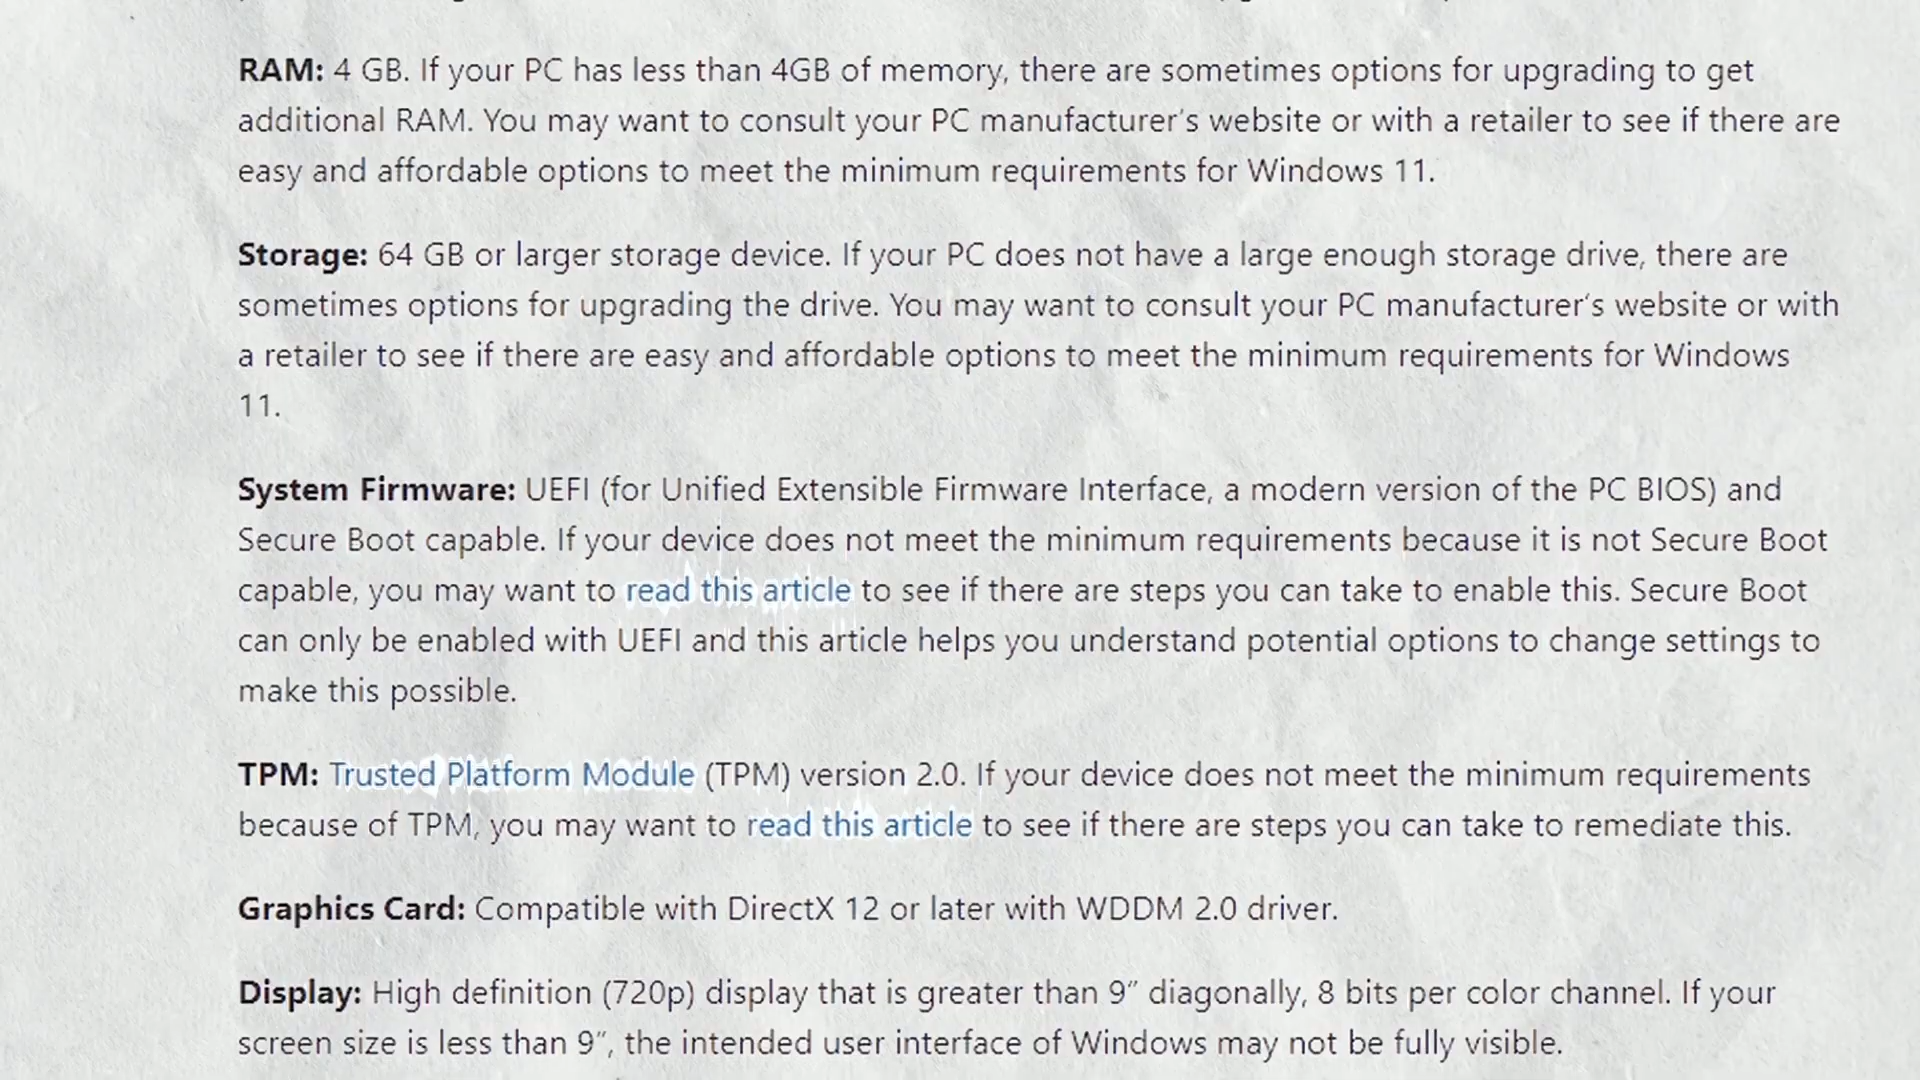 RAM: 4 GB. If your PC has less than 4GB of memory, there are sometimes options for upgrading to get
additional RAM. You may want to consult your PC manufacturer's website or with a retailer to see if there are
easy and affordable options to meet the minimum requirements for Windows 11.
Storage: 64 GB or larger storage device. If your PC does not have a large enough storage drive, there are
sometimes options for upgrading the drive. You may want to consult your PC manufacturer's website or with
a retailer to see if there are easy and affordable options to meet the minimum requirements for Windows
11.
System Firmware: UEFI (for Unified Extensible Firmware Interface, a modern version of the PC BIOS) and
Secure Boot capable. If your device does not meet the minimum requirements because it is not Secure Boot
capable, you may want to read this article to see if there are steps you can take to enable this. Secure Boot
can only be enabled with UEFI and this article helps you understand potential options to change settings to
make this possible.
TPM: Trusted Platform Module (TPM) version 2.0. If your device does not meet the minimum requirements
because of TPM, you may want to read this article to see if there are steps you can take to remediate this.
Graphics Card: Compatible with DirectX 12 or later with WDDM 2.0 driver.
Display: High definition (720p) display that is greater than 9″ diagonally, 8 bits per color channel. If your
screen size is less than 9″, the intended user interface of Windows may not be fully visible.